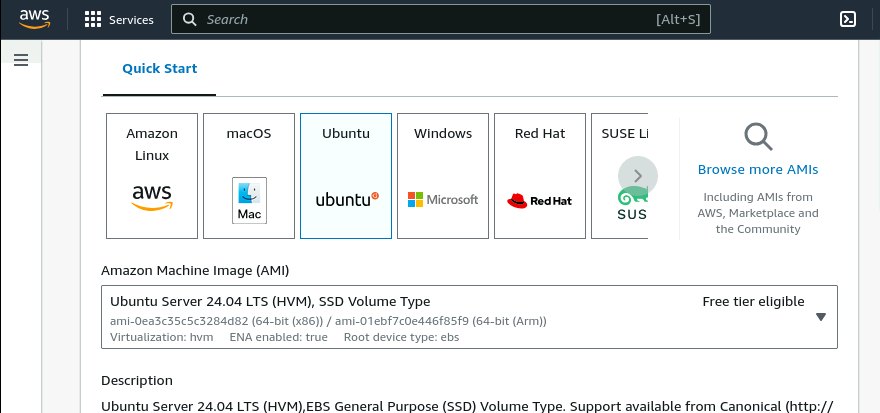 aws Services Search [Alt+S]
Quick Start
Amazon Linux
aws
macOS
Mac
Ubuntu
ubuntu
Windows
Microsoft
Red Hat
Red Hat
SUSE Li
SUS
Browse more AMIs
Including AMIs from
AWS, Marketplace and
the Community
Amazon Machine Image (AMI)
Ubuntu Server 24.04 LTS (HVM), SSD Volume Type Free tier eligible
ami-0ea3c35c5c3284d82 (64-bit (x86)) / ami-01ebf7c0e446f85f9 (64-bit (Arm))
Virtualization: hvm ENA enabled: true Root device type: ebs
Description
Ubuntu Server 24.04 LTS (HVM),EBS General Purpose (SSD) Volume Type. Support available from Canonical (http://